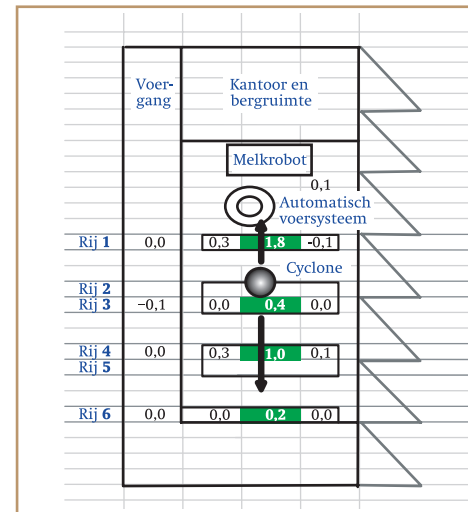 Voer-
gang
Kantoor en
bergruimte
Melkrobot
0,1
Automatisch
voersysteem
Rij 1 0,0 0,3 1,8 -0,1
Cyclone
Rij 2
Rij 3 −0,1 0,0 0,4 0,0
Rij 4 0,0 0,3 1,0 0,1
Rij 5
Rij 6 0,0 0,0 0,2 0,0